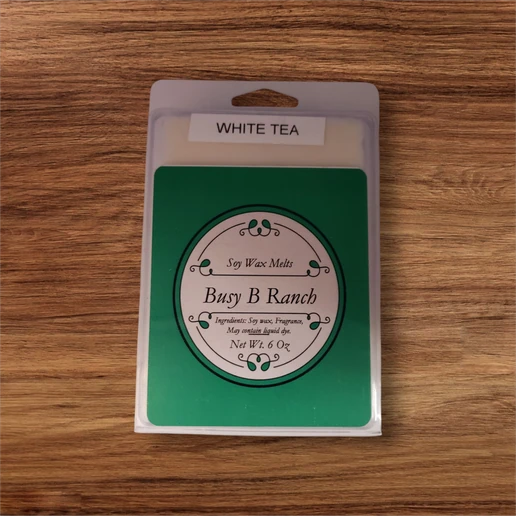 WHITE TEA
Soy Wax Melts
Busy B Ranch
Ingredients: Soy wax, Fragrance,
May contain liquid dye.
Net Wt. 6 Oz